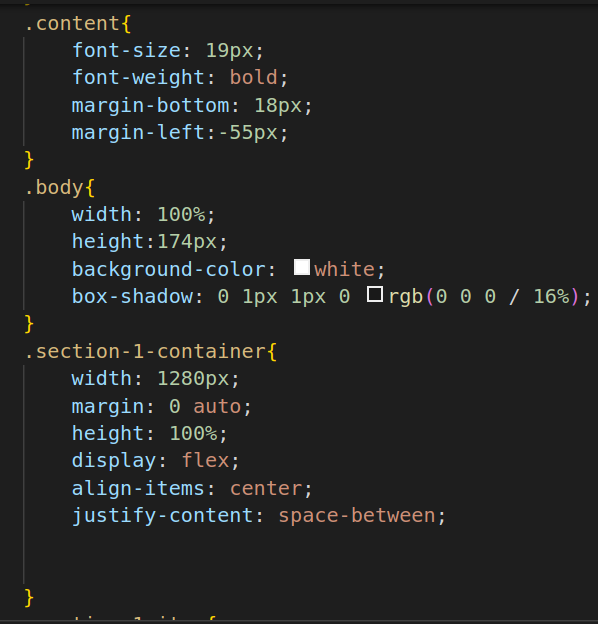 .content{
font-size: 19px;
font-weight: bold;
margin-bottom: 18px;
margin-left:-55px;
}
.body{
width: 100%;
height:174px;
background-color: white;
box-shadow: 0 1px 1px 0 rgb(0 0 0 / 16%);
}
.section-1-container{
width: 1280px;
margin: 0 auto;
height: 100%;
display: flex;
align-items: center;
justify-content: space-between;
}